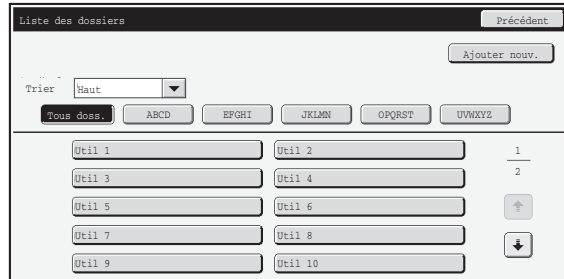 Liste des dossiers Précédent
Ajouter nouv.
Trier Haut
Tous doss. ABCD EFGHI JKLMN OPQRST UVWXYZ
Util 1 Util 2 1
Util 3 Util 4 2
Util 5 Util 6
Util 7 Util 8
Util 9 Util 10